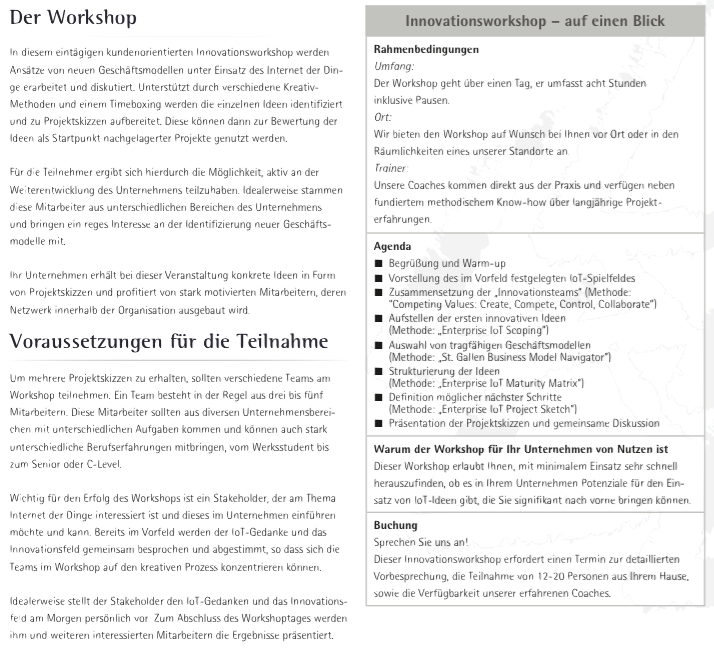 Der Workshop
In diesem eintägigen kundenorientierten Innovationsworkshop werden
Ansätze von neuen Geschäftsmodellen unter Einsatz des Internet der Din-
ge erarbeitet und diskutiert. Unterstützt durch verschiedene Kreativ-
Methoden und einem Timeboxing werden die einzelnen Ideen identifiziert
und zu Projektskizzen aufbereitet. Diese können dann zur Bewertung der
Ideen als Startpunkt nachgelagerter Projekte genutzt werden.
Für die Teilnehmer ergibt sich hierdurch die Möglichkeit, aktiv an der
Weiterentwicklung des Unternehmens teilzuhaben. Idealerweise stammen
diese Mitarbeiter aus unterschiedlichen Bereichen des Unternehmens
und bringen ein reges Interesse an der Identifizierung neuer Geschäfts-
modelle mit.
Ihr Unternehmen erhält bei dieser Veranstaltung konkrete Ideen in Form
von Projektskizzen und profitiert von stark motivierten Mitarbeitern, deren
Netzwerk innerhalb der Organisation ausgebaut wird.
Voraussetzungen für die Teilnahme
Um mehrere Projektskizzen zu erhalten, sollten verschiedene Teams am
Workshop teilnehmen. Ein Team besteht in der Regel aus drei bis fünf
Mitarbeitern. Diese Mitarbeiter sollten aus diversen Unternehmensberei-
chen mit unterschiedlichen Aufgaben kommen und können auch stark
unterschiedliche Berufserfahrungen mitbringen, vom Werksstudent bis
zum Senior oder C-Level.
Wichtig für den Erfolg des Workshops ist ein Stakeholder, der am Thema
Internet der Dinge interessiert ist und dieses im Unternehmen einführen
möchte und kann. Bereits im Vorfeld werden der IoT-Gedanke und das
Innovationsfeld gemeinsam besprochen und abgestimmt, so dass sich die
Teams im Workshop auf den kreativen Prozess konzentrieren können.
Idealerweise stellt der Stakeholder den IoT-Gedanken und das Innovations-
feld am Morgen persönlich vor. Zum Abschluss des Workshoptages werden
ihm und weiteren interessierten Mitarbeitern die Ergebnisse präsentiert.
Innovationsworkshop – auf einen Blick
Rahmenbedingungen
Umfang:
Der Workshop geht über einen Tag, er umfasst acht Stunden
inklusive Pausen.
Ort:
Wir bieten den Workshop auf Wunsch bei Ihnen vor Ort oder in den
Räumlichkeiten eines unserer Standorte an.
Trainer:
Unsere Coaches kommen direkt aus der Praxis und verfügen neben
fundiertem methodischem Know-how über langjährige Projekt-
erfahrungen.
Agenda
■ Begrüßung und Warm-up
■ Vorstellung des im Vorfeld festgelegten IoT-Spielfeldes
■ Zusammensetzung der „Innovationsteams" (Methode:
"Competing Values: Create, Compete, Control, Collaborate")
■ Aufstellen der ersten innovativen Ideen
(Methode: „Enterprise IoT Scoping")
■ Auswahl von tragfähigen Geschäftsmodellen
(Methode: „St. Gallen Business Model Navigator")
■ Strukturierung der Ideen
(Methode: „Enterprise IoT Maturity Matrix")
■ Definition möglicher nächster Schritte
(Methode: „Enterprise IoT Project Sketch")
■ Präsentation der Projektskizzen und gemeinsame Diskussion
Warum der Workshop für Ihr Unternehmen von Nutzen ist
Dieser Workshop erlaubt Ihnen, mit minimalem Einsatz sehr schnell
herauszufinden, ob es in Ihrem Unternehmen Potenziale für den Ein-
satz von IoT-Ideen gibt, die Sie signifikant nach vorne bringen können.
Buchung
Sprechen Sie uns an!
Dieser Innovationsworkshop erfordert einen Termin zur detaillierten
Vorbesprechung, die Teilnahme von 12-20 Personen aus Ihrem Hause,
sowie die Verfügbarkeit unserer erfahrenen Coaches.